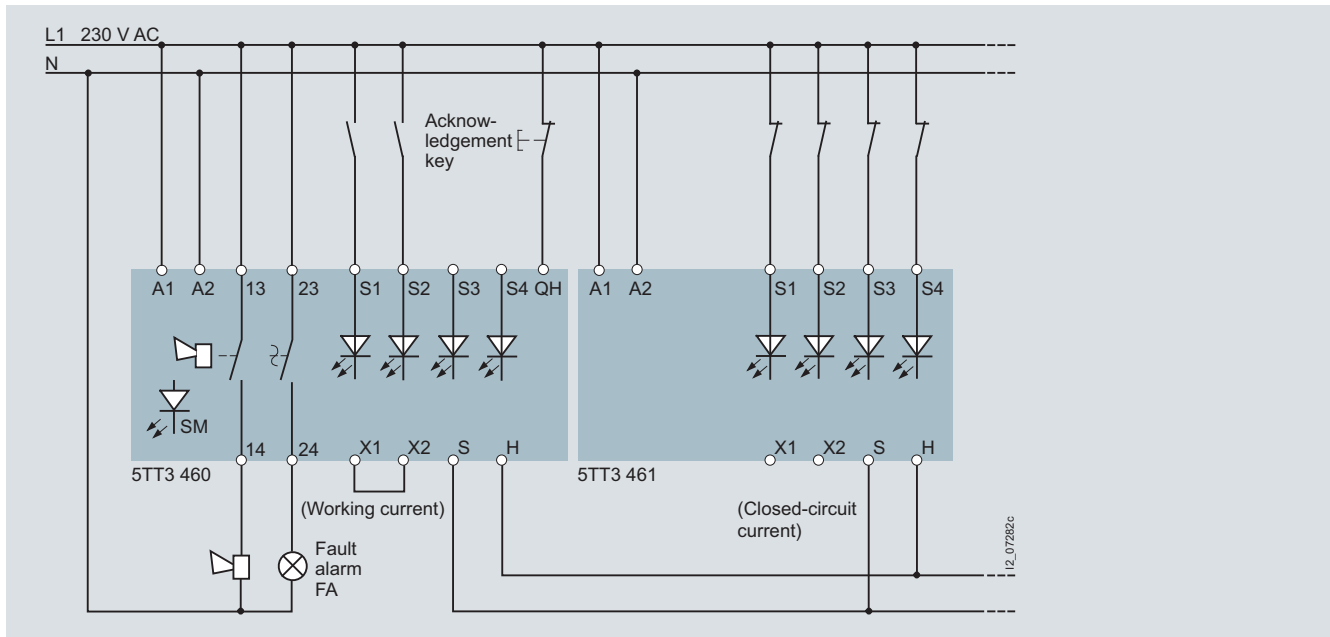 L1 230 V AC
N
Acknow-
ledgement
key
A1 A2 13 23 S1 S2 S3 S4 QH
A1 A2 S1 S2 S3 S4
SM
14 24 X1 X2 S H
X1 X2 S H
5TT3 460
5TT3 461
(Working current)
(Closed-circuit
current)
Fault
alarm
FA
I2_07282c